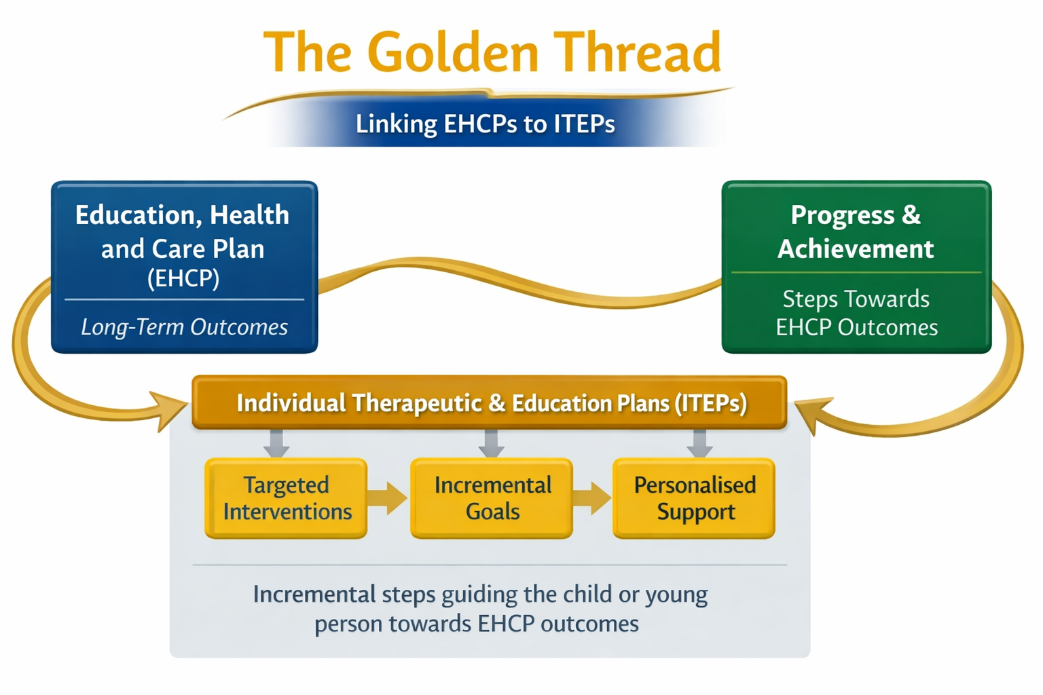 The Golden Thread
Linking EHCPs to ITEPs
Education, Health
and Care Plan
(EHCP)
Long-Term Outcomes
Progress &
Achievement
Steps Towards
EHCP Outcomes
Individual Therapeutic & Education Plans (ITEPs)
Targeted
Interventions
Incremental
Goals
Personalised
Support
Incremental steps guiding the child or young
person towards EHCP outcomes